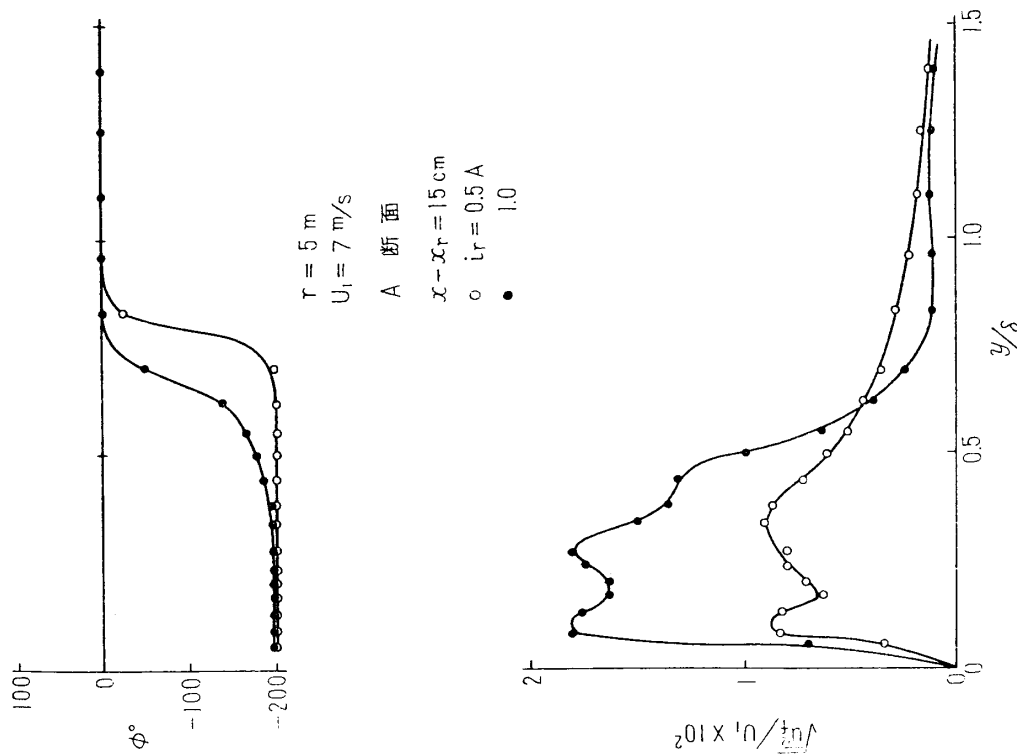 100
0
-100
-200
φ°
r = 5 m
U₁ = 7 m/s
A 断面
x-xᵣ = 15 cm
○ iᵣ = 0.5 A
● 1.0
2
1
0
√u_f²/U₁ × 10²
0
0.5
1.0
1.5
y/δ